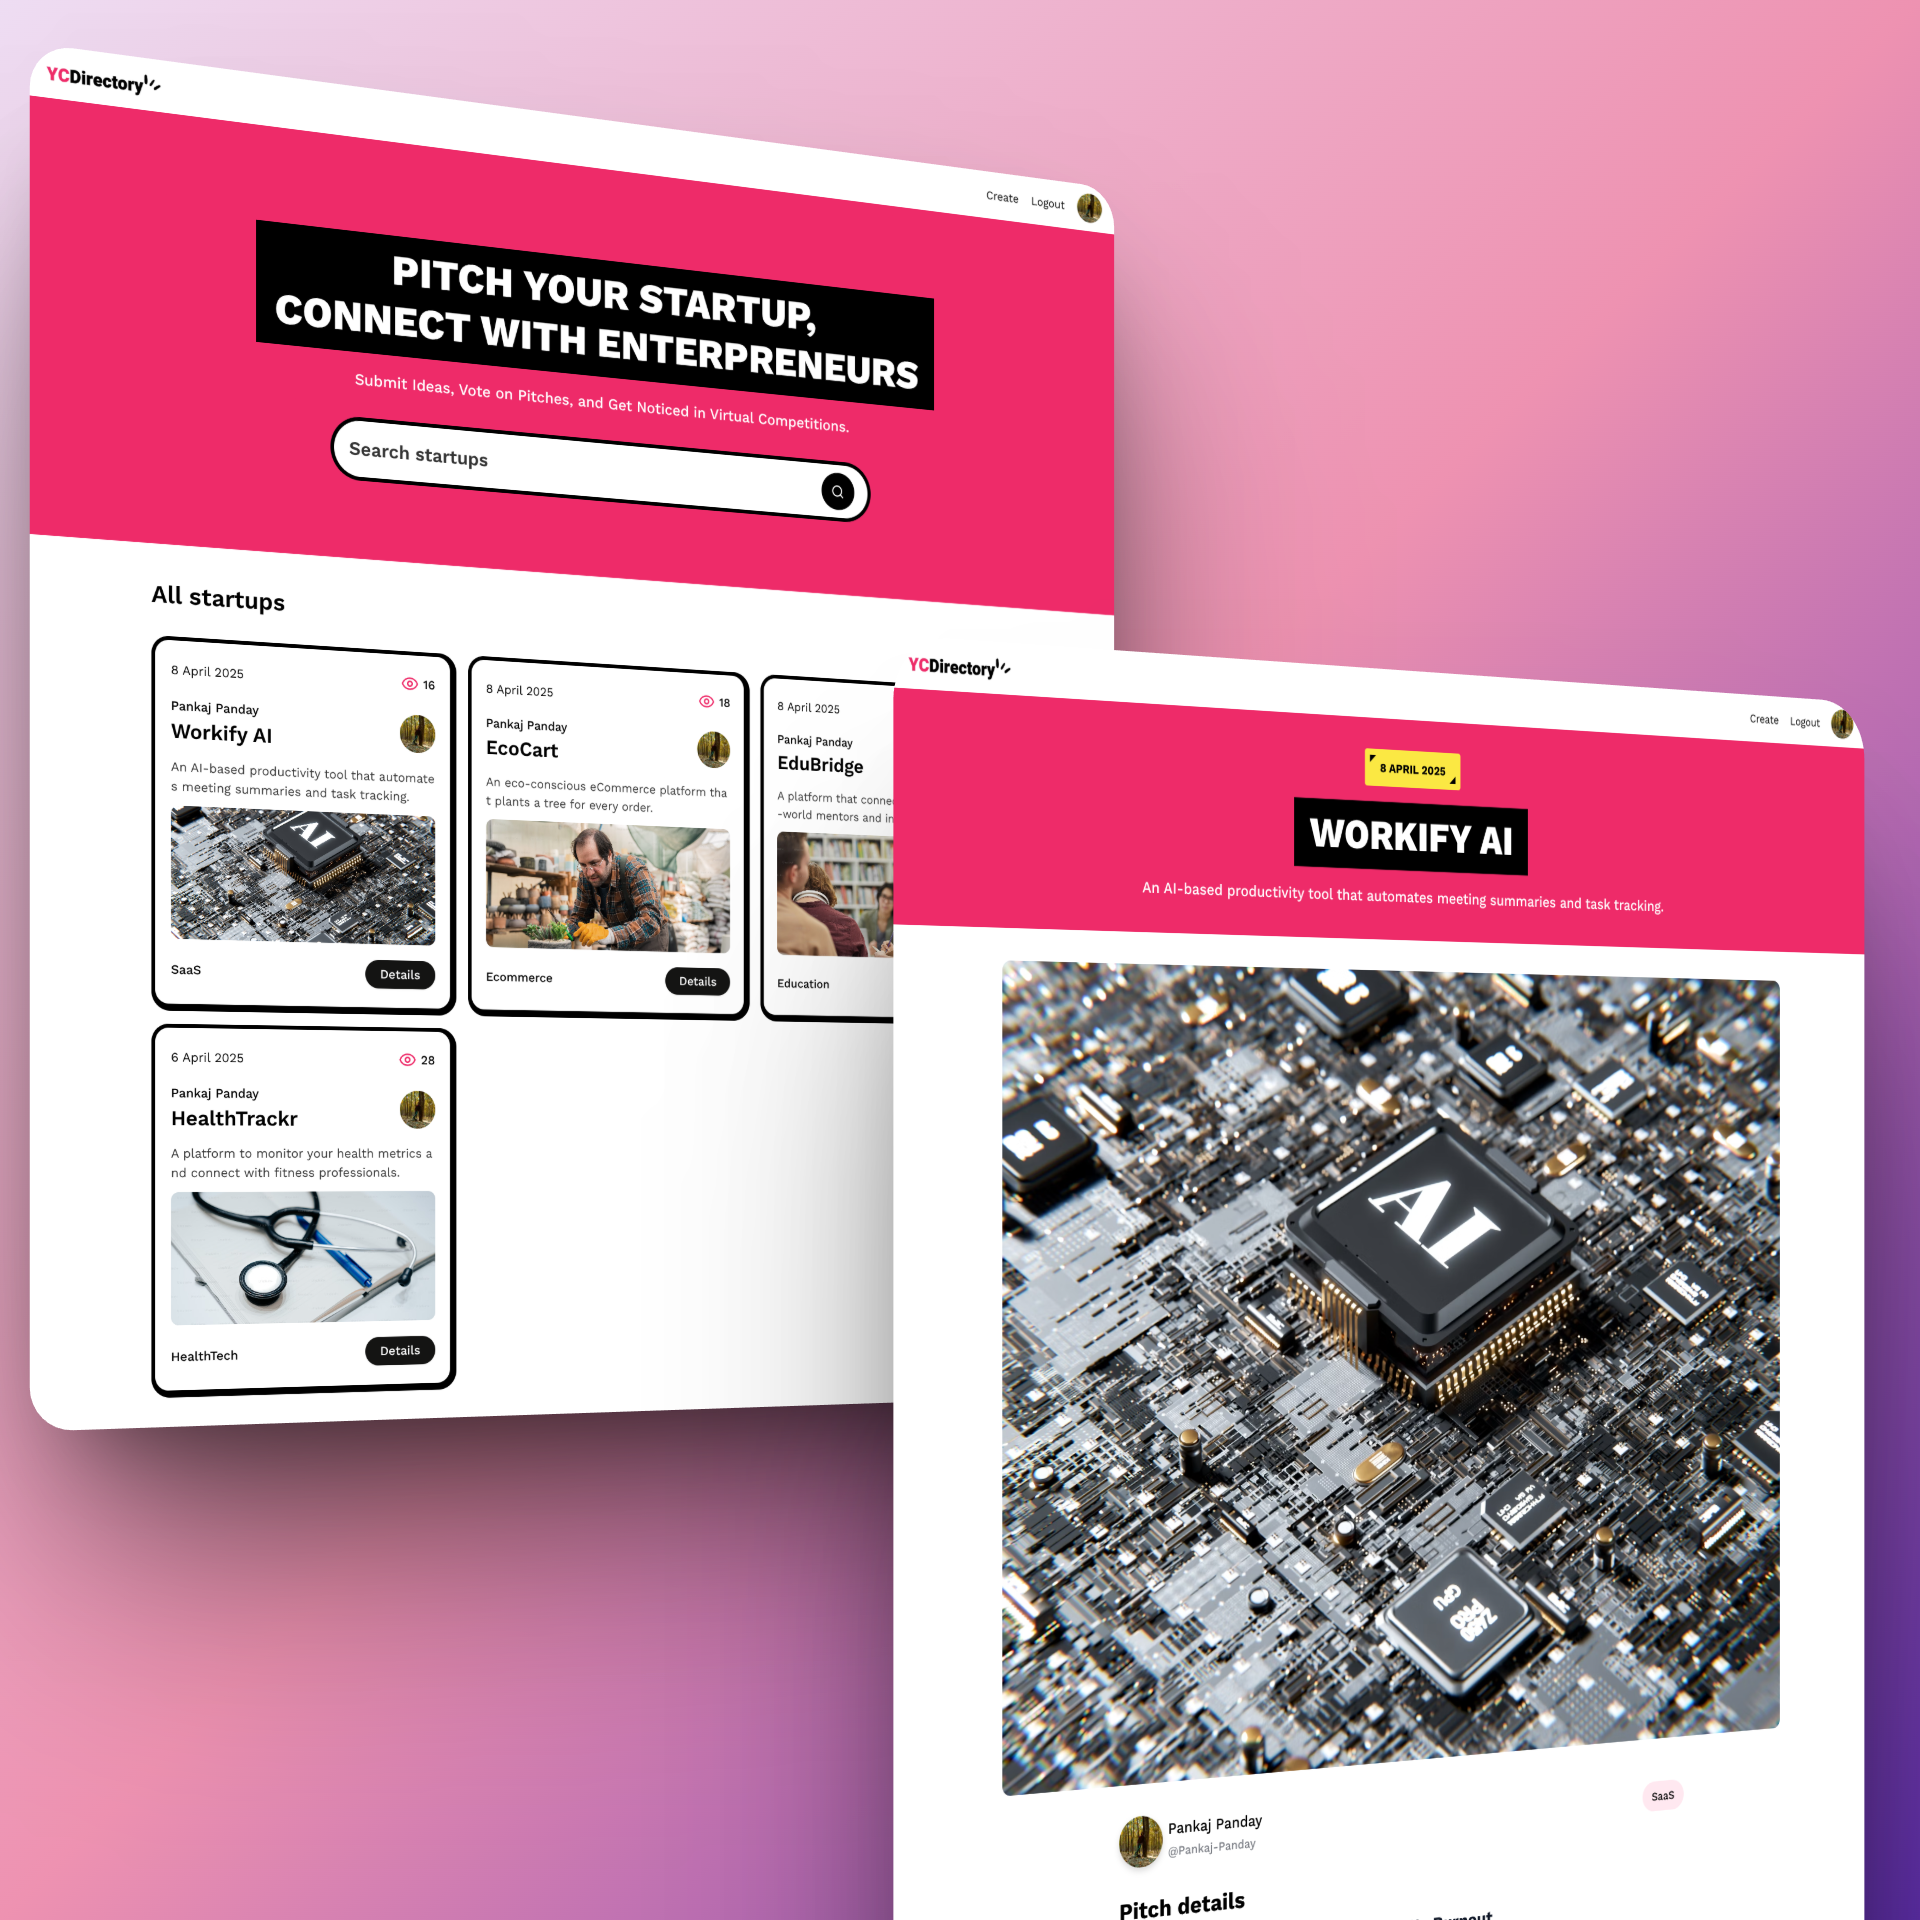 YCDirectory
Create Logout
PITCH YOUR STARTUP,
CONNECT WITH ENTERPRENEURS
Submit Ideas, Vote on Pitches, and Get Noticed in Virtual Competitions.
Search startups
All startups
8 April 2025
16
Pankaj Panday
Workify AI
An AI-based productivity tool that automate
s meeting summaries and task tracking.
AI
SaaS
Details
8 April 2025
18
Pankaj Panday
EcoCart
An eco-conscious eCommerce platform tha
t plants a tree for every order.
Ecommerce
Details
8 April 2025
Pankaj Panday
EduBridge
A platform that conne
-world mentors and in
Education
6 April 2025
28
Pankaj Panday
HealthTrackr
A platform to monitor your health metrics a
nd connect with fitness professionals.
HealthTech
Details
YCDirectory
Create Logout
8 APRIL 2025
WORKIFY AI
An AI-based productivity tool that automates meeting summaries and task tracking.
AI
SaaS
Pankaj Panday
@Pankaj-Panday
Pitch details